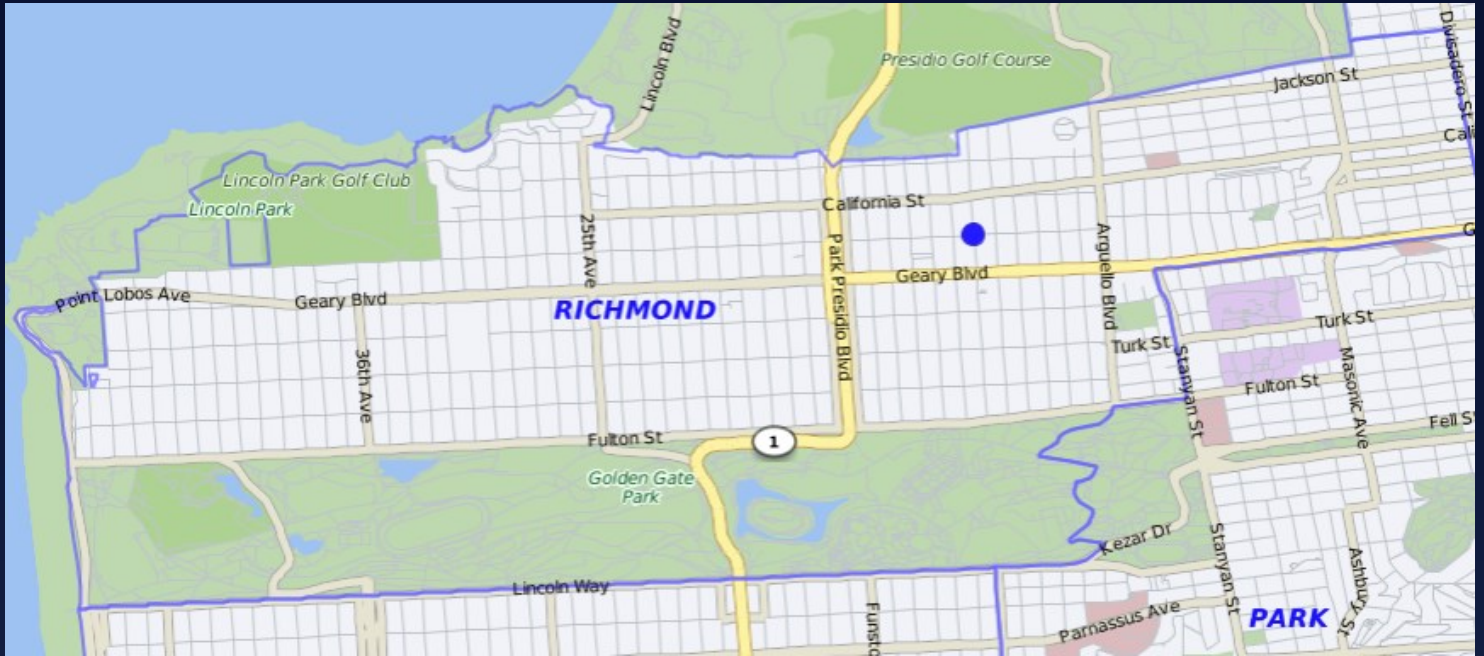 Lincoln Blvd
Divisadero St
Presidio Golf Course
Jackson St
Lincoln Park Golf Club
California St
Lincoln Park
25th Ave
Park Presidio Blvd
Arguello Blvd
Geary Blvd
Point Lobos Ave
Geary Blvd
RICHMOND
Turk St
Turk St
36th Ave
Stanyan St
Masonic Ave
Fulton St
Fulton St
1
Fell S
Golden Gate
Park
Kezar Dr
Stanyan St
Ashbury St
Lincoln Way
Parnassus Ave
PARK